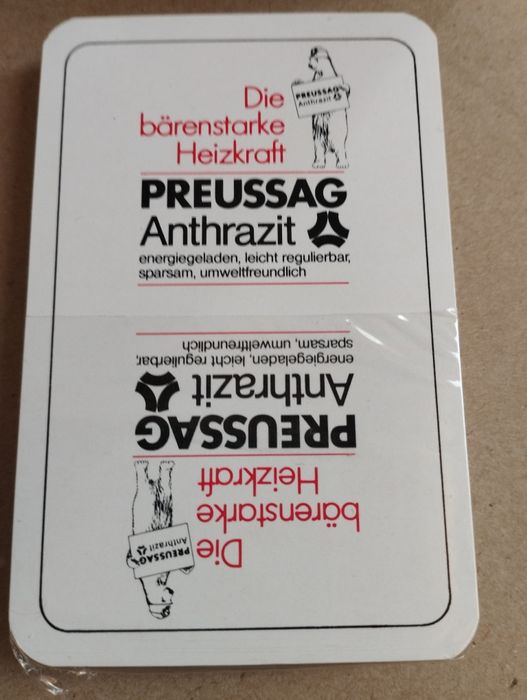 Die
bärenstarke
Heizkraft
PREUSSAG
Anthrazit
PREUSSAG
Anthrazit
energiegeladen, leicht regulierbar,
sparsam, umweltfreundlich
Die
bärenstarke
Heizkraft
PREUSSAG
Anthrazit
PREUSSAG
Anthrazit
energiegeladen, leicht regulierbar,
sparsam, umweltfreundlich